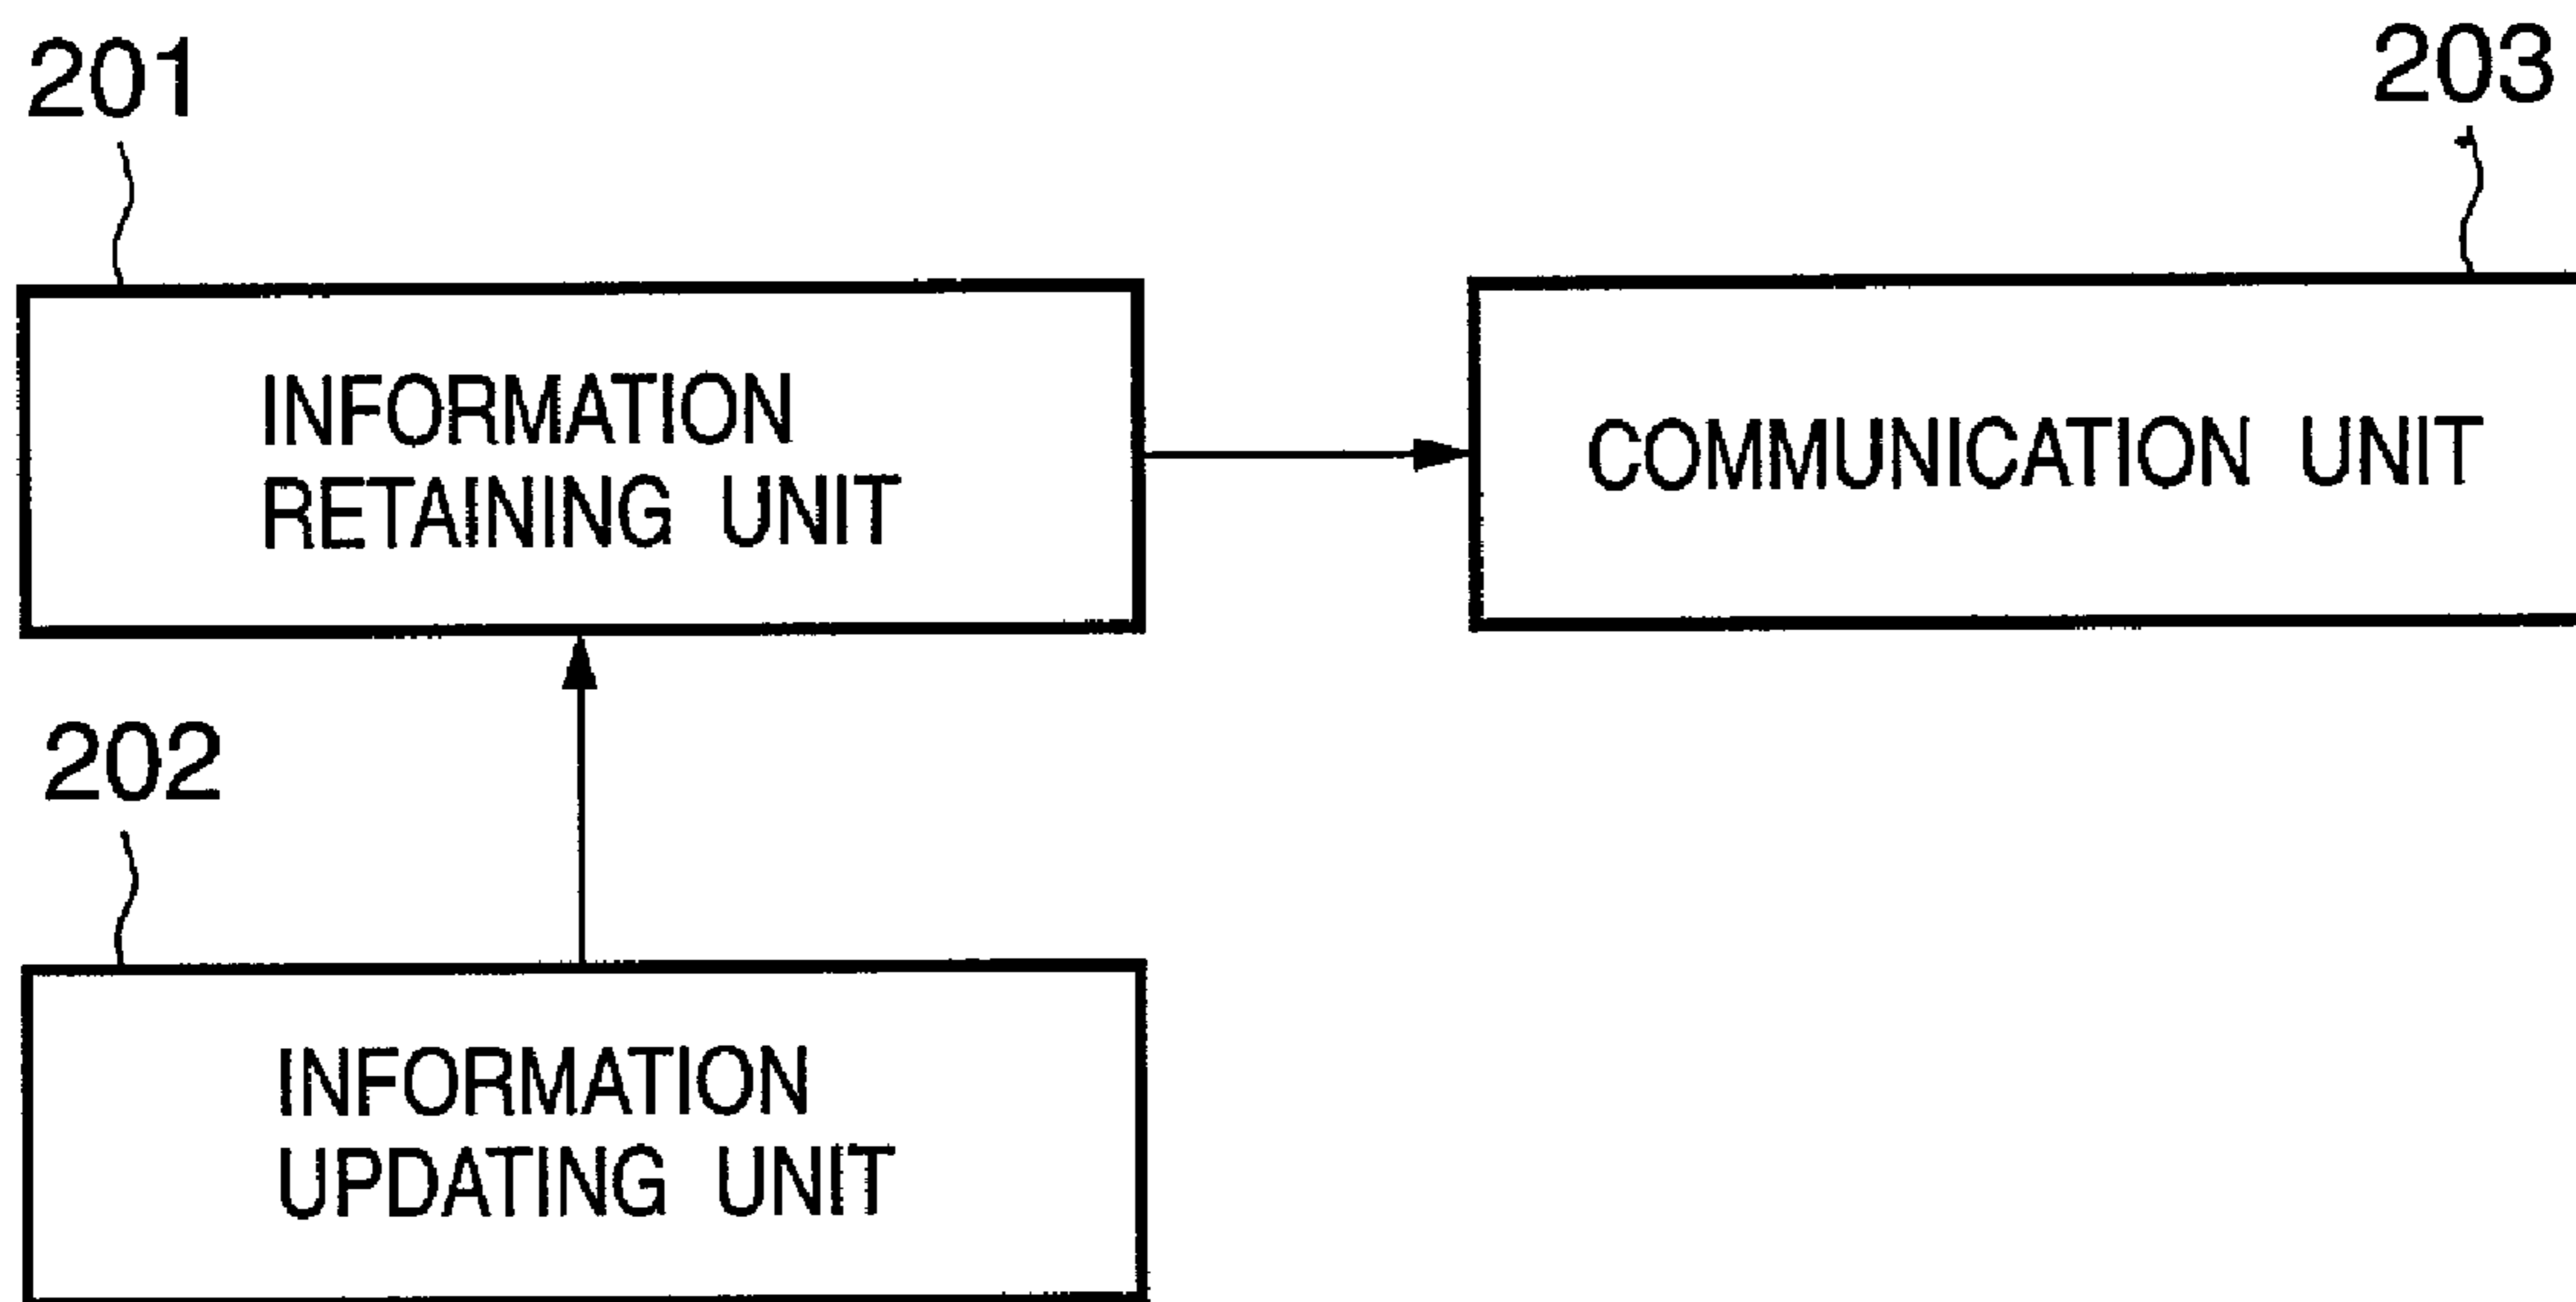 201
203
INFORMATION
RETAINING UNIT
COMMUNICATION UNIT
202
INFORMATION
UPDATING UNIT